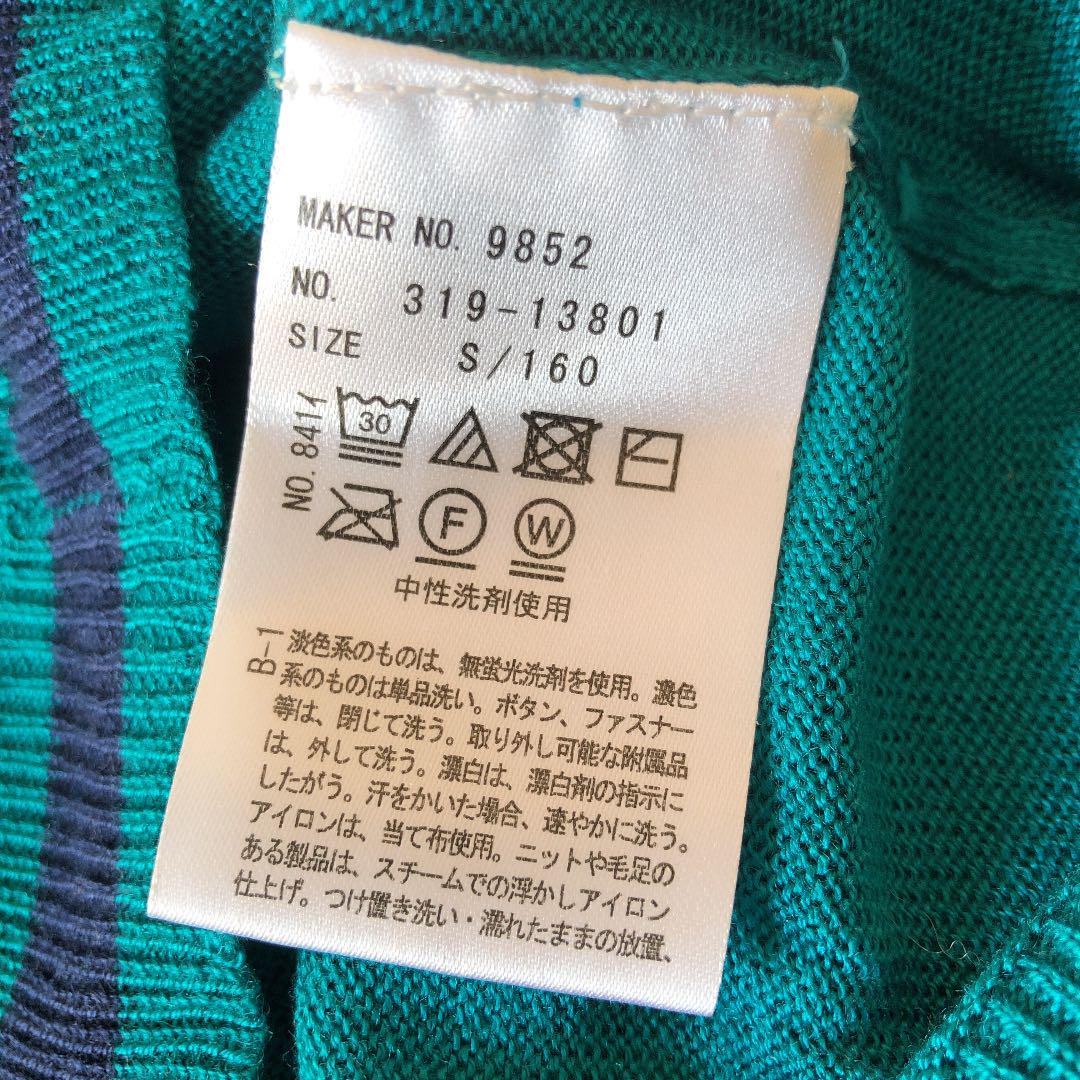 MAKER NO. 9852
NO. 319-13801
SIZE S/160
NO. 841イ
30
F W
中性洗剤使用
B-1
淡色系のものは、無蛍光洗剤を使用。濃色
系のものは単品洗い。ボタン、ファスナー
等は、閉じて洗う。取り外し可能な附属品
は、外して洗う。漂白は、漂白剤の指示に
したがう。汗をかいた場合、速やかに洗う。
アイロンは、当て布使用。ニットや毛足の
ある製品は、スチームでの浮かしアイロン
仕上げ。つけ置き洗い・濡れたままの放置、